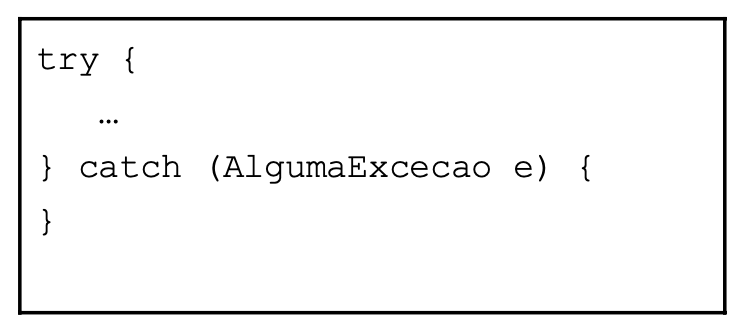 try {
   …
} catch (AlgumaExcecao e) {
}